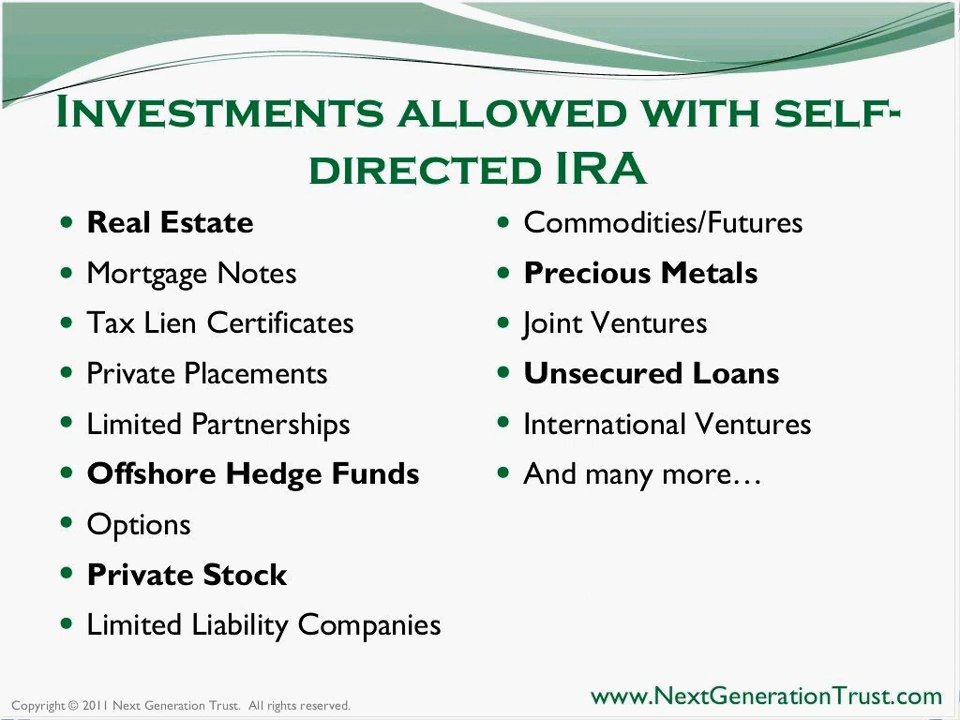 Investments allowed with self-
directed IRA
• Real Estate
• Mortgage Notes
• Tax Lien Certificates
• Private Placements
• Limited Partnerships
• Offshore Hedge Funds
• Options
• Private Stock
• Limited Liability Companies
• Commodities/Futures
• Precious Metals
• Joint Ventures
• Unsecured Loans
• International Ventures
• And many more…
Copyright © 2011 Next Generation Trust. All rights reserved.
www.NextGenerationTrust.com